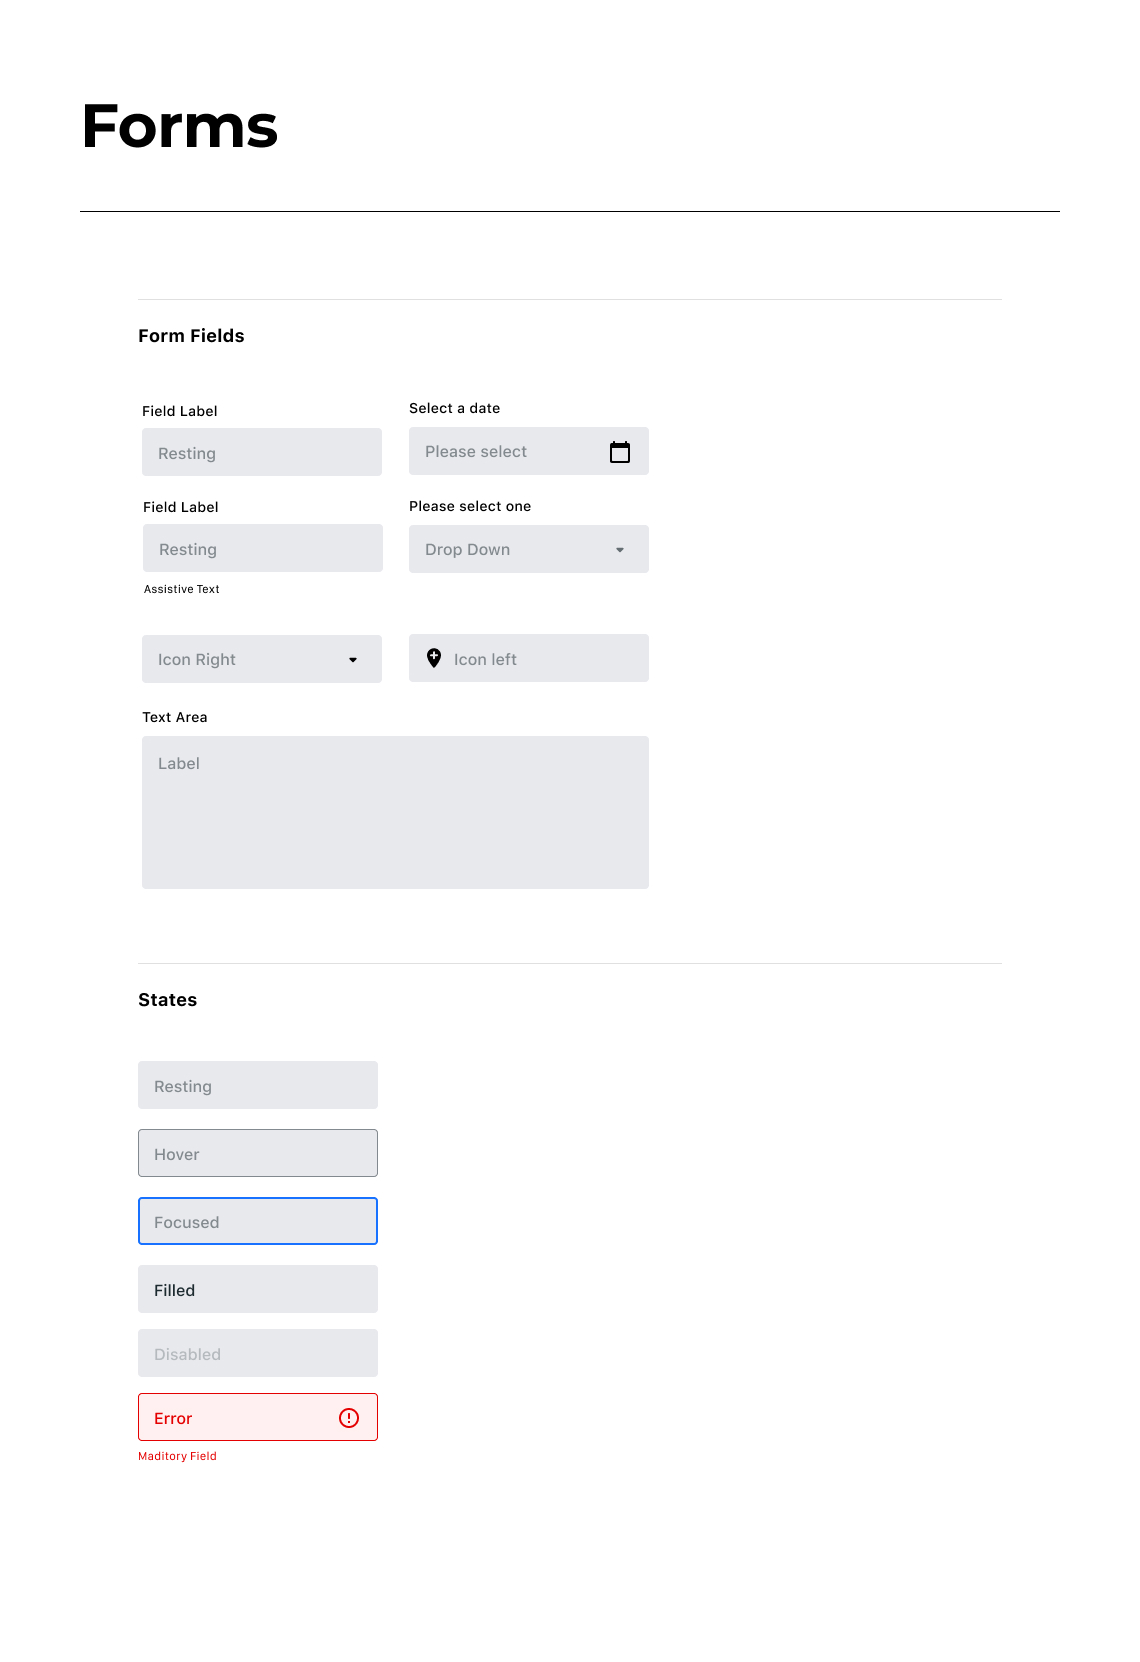 Forms
Form Fields
Field Label
Resting
Select a date
Please select
Field Label
Resting
Assistive Text
Please select one
Drop Down
Icon Right
Icon left
Text Area
Label
States
Resting
Hover
Focused
Filled
Disabled
Error
Maditory Field